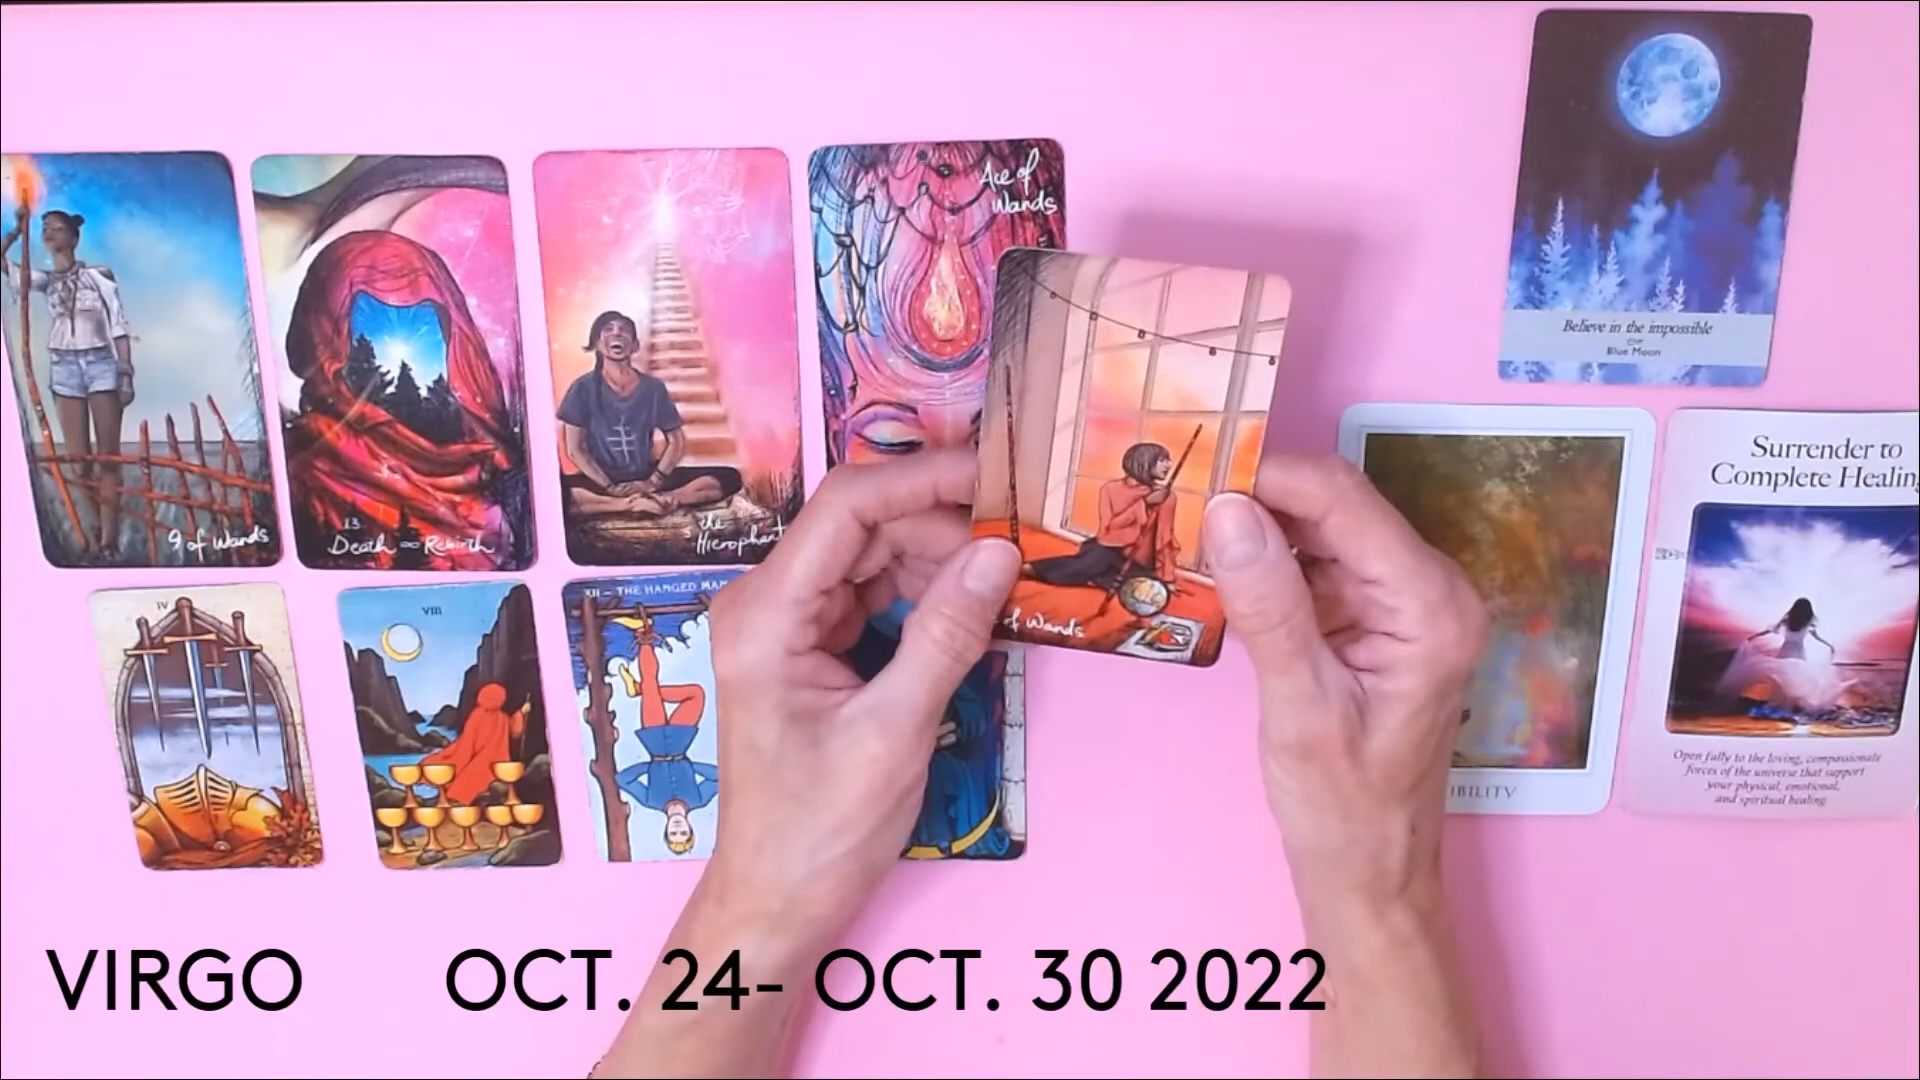 Ace of
Wands
Believe in the impossible
OR
Blue Moon
9 of Wands
13
Death ∞ Rebirth
the
5 Hierophant
of Wands
Surrender to
Complete Healing
Open fully to the loving, compassionate
forces of the universe that support
your physical, emotional,
and spiritual healing.
IBILITY
IV
VIII
XII - THE HANGED MAN
VIRGO OCT. 24- OCT. 30 2022